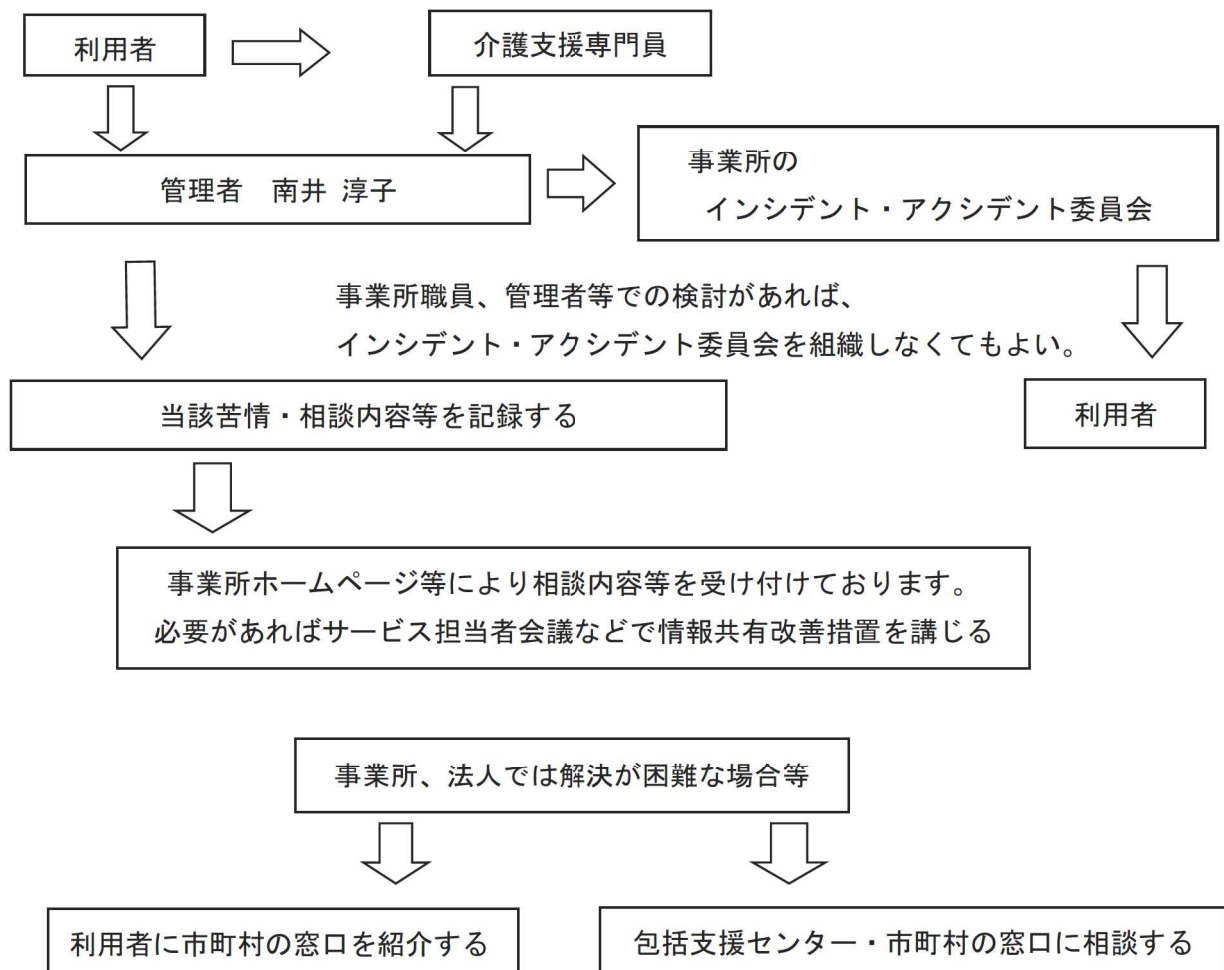 利用者
介護支援専門員
管理者　南井 淳子
事業所の
インシデント・アクシデント委員会
事業所職員、管理者等での検討があれば、
インシデント・アクシデント委員会を組織しなくてもよい。
当該苦情・相談内容等を記録する
利用者
事業所ホームページ等により相談内容等を受け付けております。
必要があればサービス担当者会議などで情報共有改善措置を講じる
事業所、法人では解決が困難な場合等
利用者に市町村の窓口を紹介する
包括支援センター・市町村の窓口に相談する